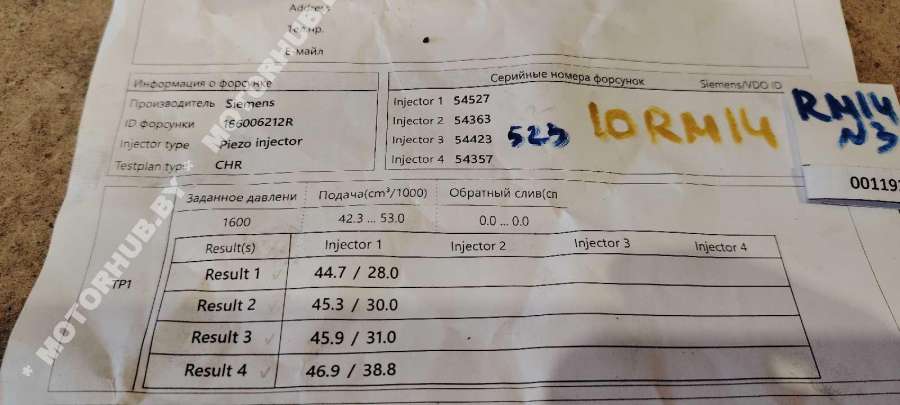 Address
Тел.нр.
Е-майл
Информация о форсунке
Производитель Siemens
ID форсунки 166006212R
Injector type Piezo injector
Testplan type CHR
Серийные номера форсунок Siemens/VDO ID
Injector 1 54527
Injector 2 54363
Injector 3 54423
Injector 4 54357
523
10RM14
RM14
N3
00119
Заданное давлени Подача(cm³/1000) Обратный слив(сп
1600 42.3 ... 53.0 0.0 ... 0.0
TP1
Result(s) Injector 1 Injector 2 Injector 3 Injector 4
Result 1 44.7 / 28.0
Result 2 45.3 / 30.0
Result 3 45.9 / 31.0
Result 4 46.9 / 38.8
* MOTORHUB.BY * MOTORHUB.BY